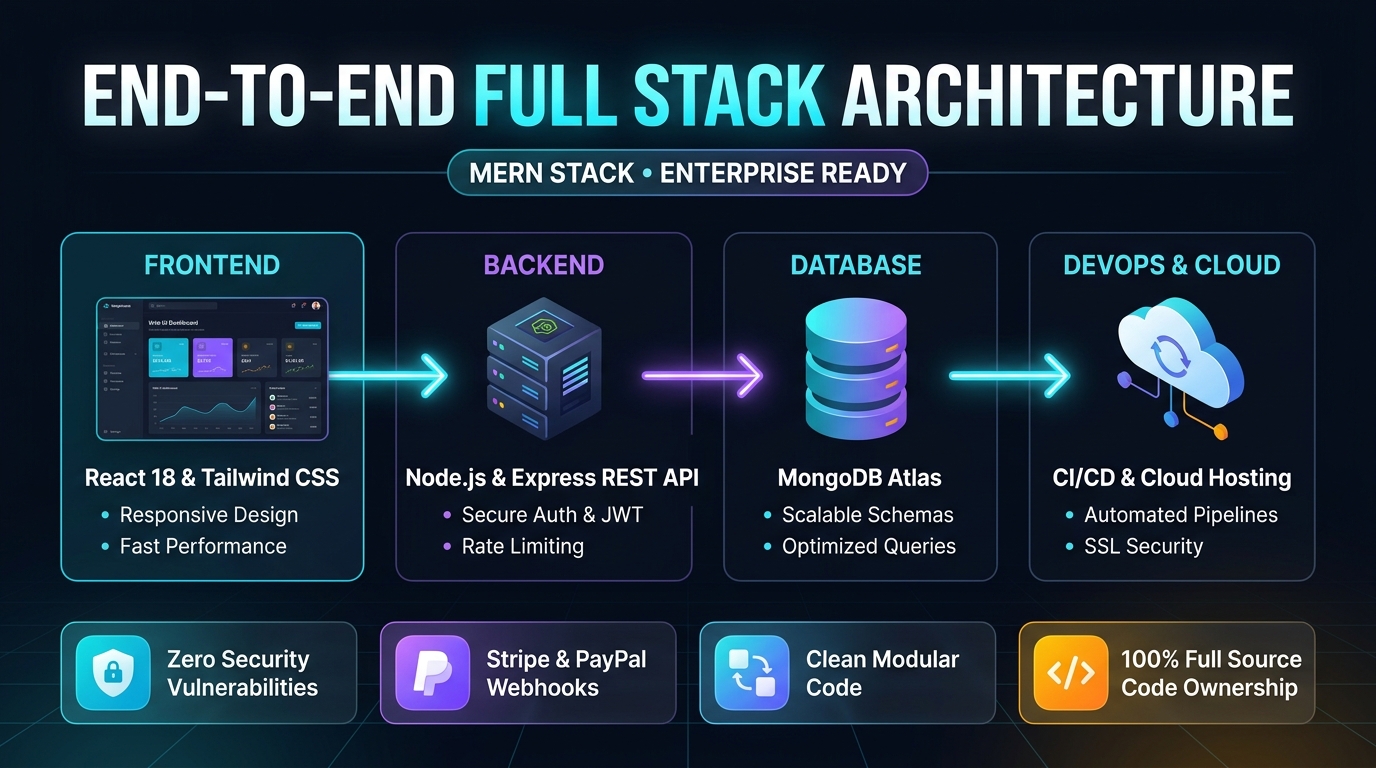 END-TO-END FULL STACK ARCHITECTURE
MERN STACK • ENTERPRISE READY
FRONTEND
React 18 & Tailwind CSS
• Responsive Design
• Fast Performance
BACKEND
Node.js & Express REST API
• Secure Auth & JWT
• Rate Limiting
DATABASE
MongoDB Atlas
• Scalable Schemas
• Optimized Queries
DEVOPS & CLOUD
CI/CD & Cloud Hosting
• Automated Pipelines
• SSL Security
Zero Security
Vulnerabilities
Stripe & PayPal
Webhooks
Clean Modular
Code
</>
100% Full Source
Code Ownership